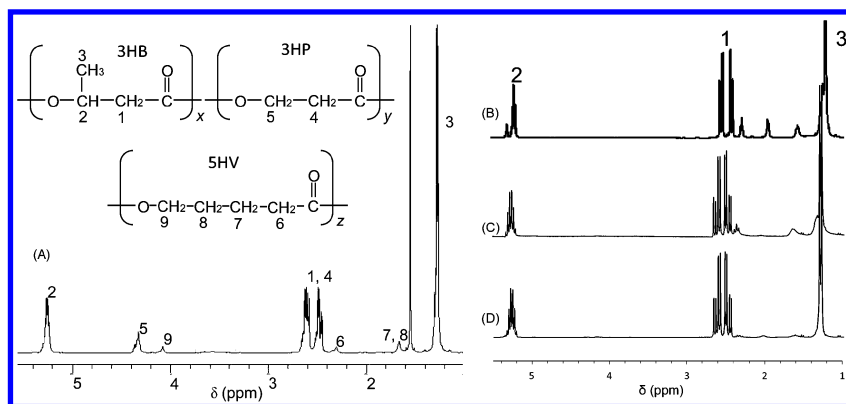 3HB 3HP
3 CH₃ O O
O—CH—CH₂—C O—CH₂—CH₂—C
2 1 x 5 4 y
5HV
O
O—CH₂—CH₂—CH₂—CH₂—C
9 8 7 6 z
(A)
2 5 9 1, 4 6 7, 8 3
5 4 3 2
δ (ppm)
2 1 3
(B)
(C)
(D)
5 4 3 2 1
δ (ppm)